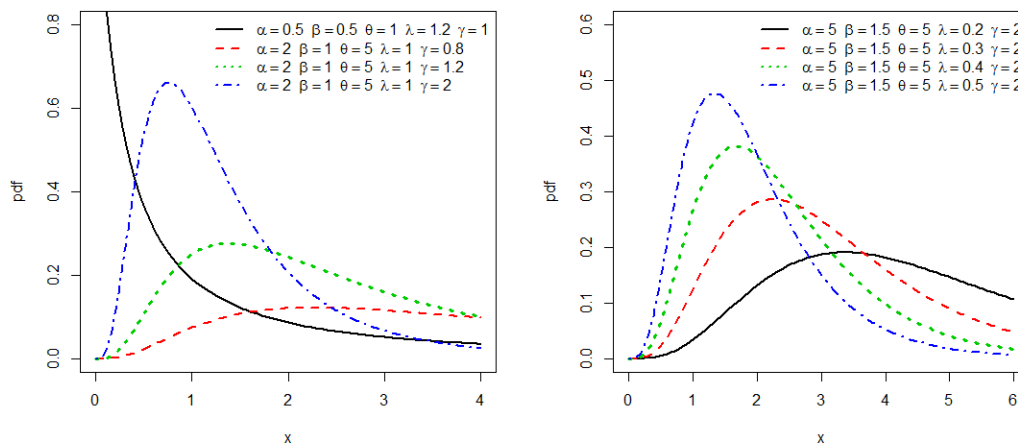 α = 0.5 β = 0.5 θ = 1 λ = 1.2 γ = 1
α = 2 β = 1 θ = 5 λ = 1 γ = 0.8
α = 2 β = 1 θ = 5 λ = 1 γ = 1.2
α = 2 β = 1 θ = 5 λ = 1 γ = 2
pdf
0.8
0.6
0.4
0.2
0.0
0 1 2 3 4
x
α = 5 β = 1.5 θ = 5 λ = 0.2 γ = 2
α = 5 β = 1.5 θ = 5 λ = 0.3 γ = 2
α = 5 β = 1.5 θ = 5 λ = 0.4 γ = 2
α = 5 β = 1.5 θ = 5 λ = 0.5 γ = 2
pdf
0.6
0.5
0.4
0.3
0.2
0.1
0.0
0 1 2 3 4 5 6
x